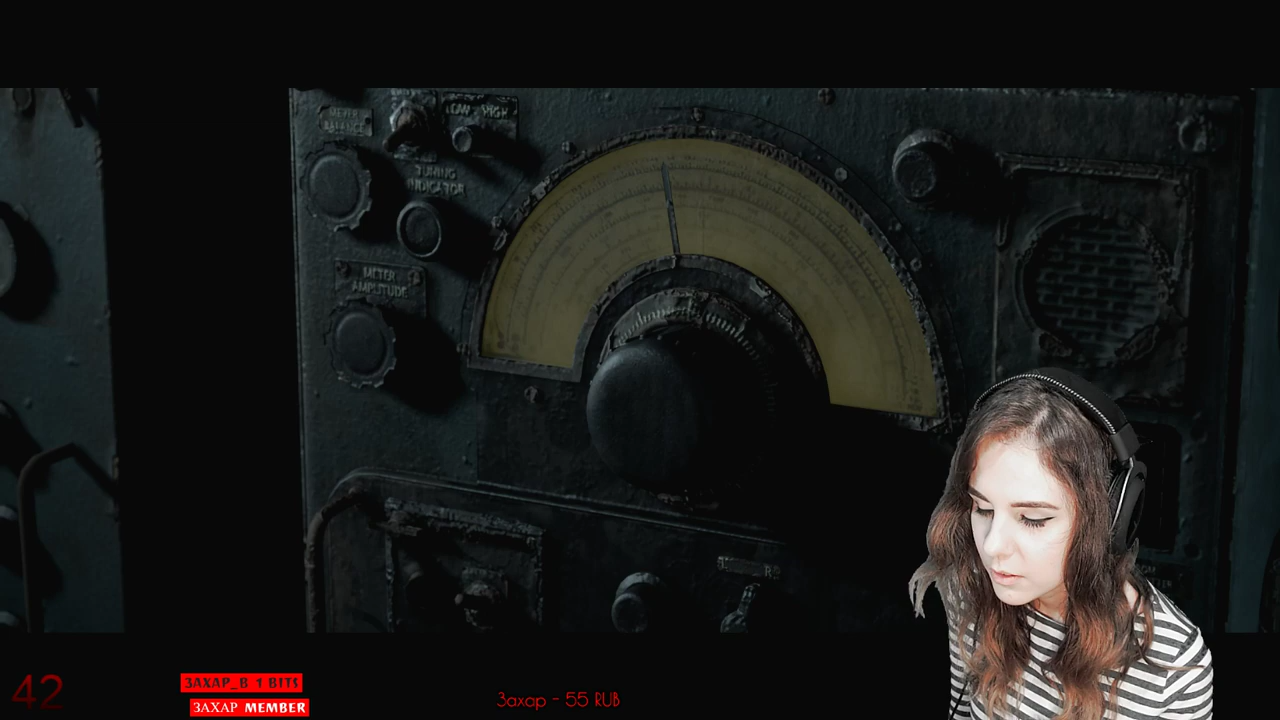 METER
BALANCE
LOW - HIGH
TUNING
INDICATOR
METER
AMPLITUDE
42
ЗАХАР_В 1 BITS
ЗАХАР MEMBER
Захар - 55 RUB